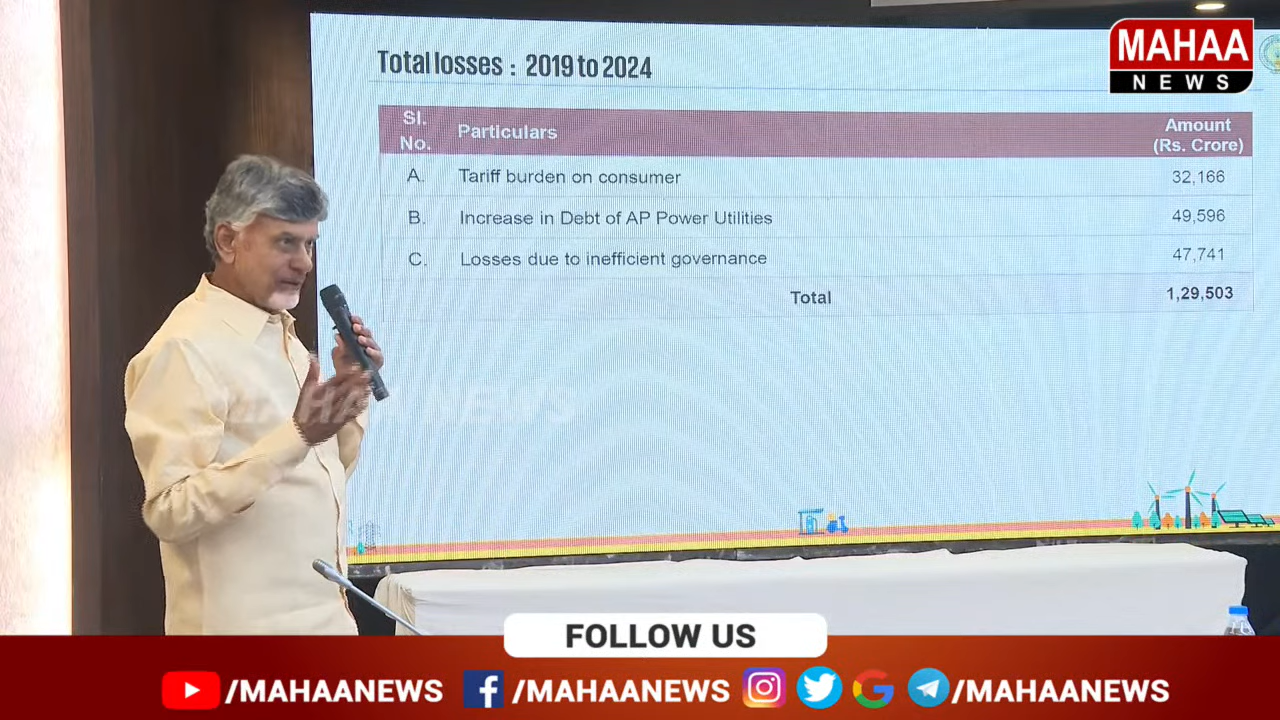 Total losses : 2019 to 2024
MAHAA
NEWS
Sl. No. Particulars Amount (Rs. Crore)
A. Tariff burden on consumer 32,166
B. Increase in Debt of AP Power Utilities 49,596
C. Losses due to inefficient governance 47,741
Total 1,29,503
MAHAA NEWS
FOLLOW US
/MAHAANEWS /MAHAANEWS /MAHAANEWS